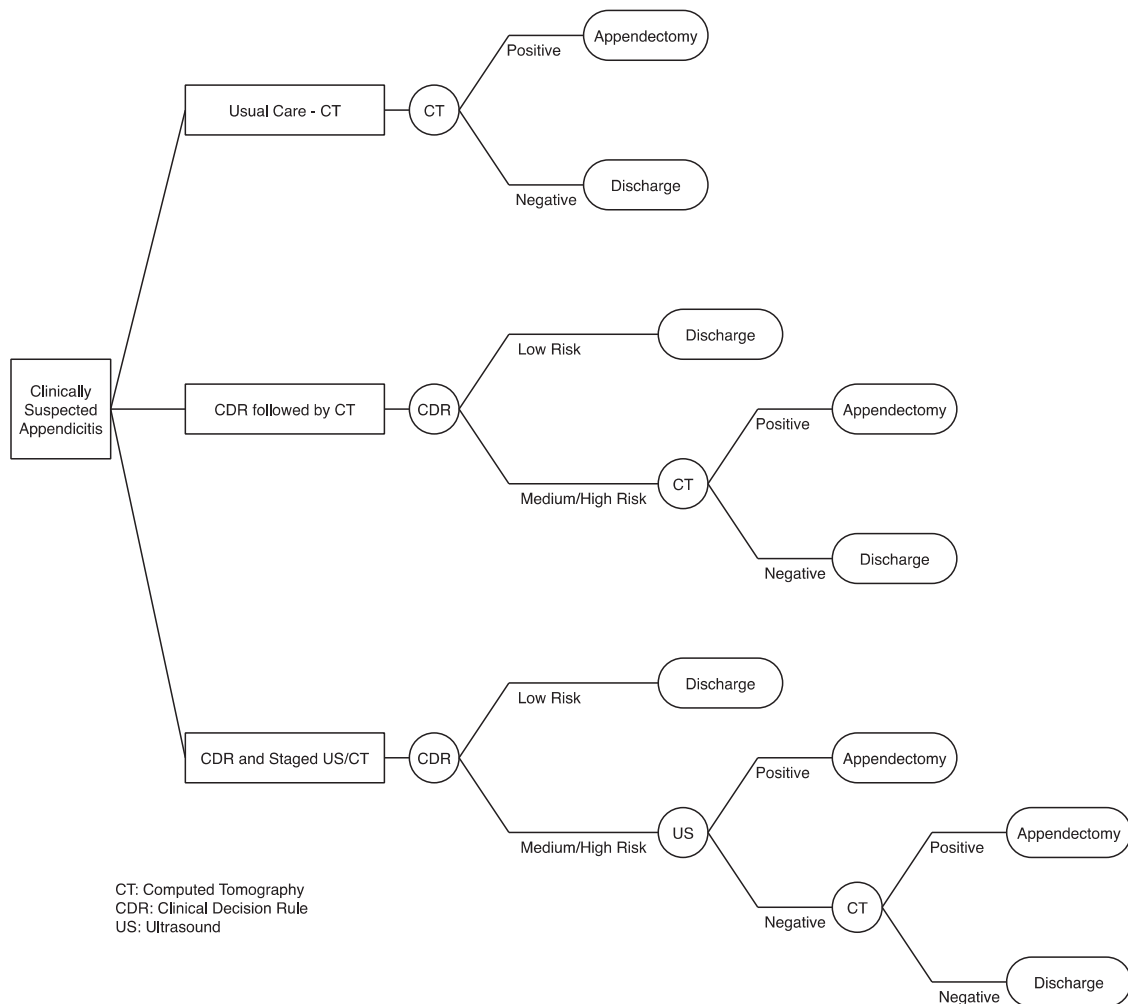 Positive
Appendectomy
Usual Care - CT
CT
Negative
Discharge
Clinically
Suspected
Appendicitis
Low Risk
Discharge
CDR followed by CT
CDR
Medium/High Risk
CT
Positive
Appendectomy
Negative
Discharge
Low Risk
Discharge
CDR and Staged US/CT
CDR
Medium/High Risk
US
Positive
Appendectomy
Negative
CT
Positive
Appendectomy
Negative
Discharge
CT: Computed Tomography
CDR: Clinical Decision Rule
US: Ultrasound